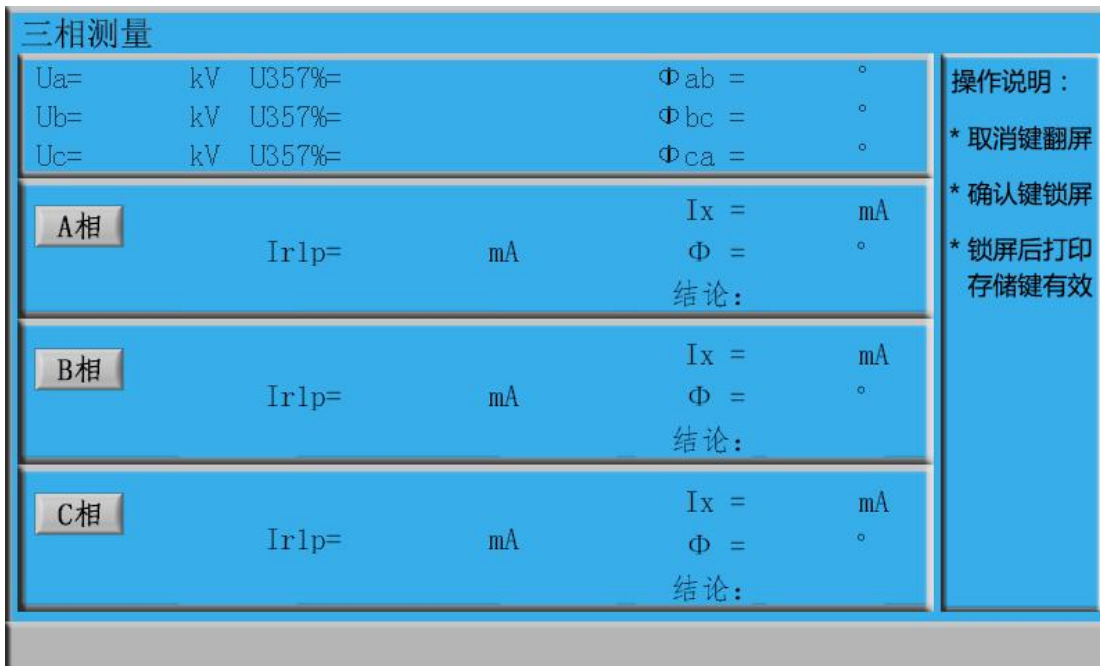 三相测量
Ua= kV U357%= Φab = °
Ub= kV U357%= Φbc = °
Uc= kV U357%= Φca = °
A相
Ix = mA
Ir1p= mA Φ = °
结论:
B相
Ix = mA
Ir1p= mA Φ = °
结论:
C相
Ix = mA
Ir1p= mA Φ = °
结论:
操作说明：
* 取消键翻屏
* 确认键锁屏
* 锁屏后打印
存储键有效